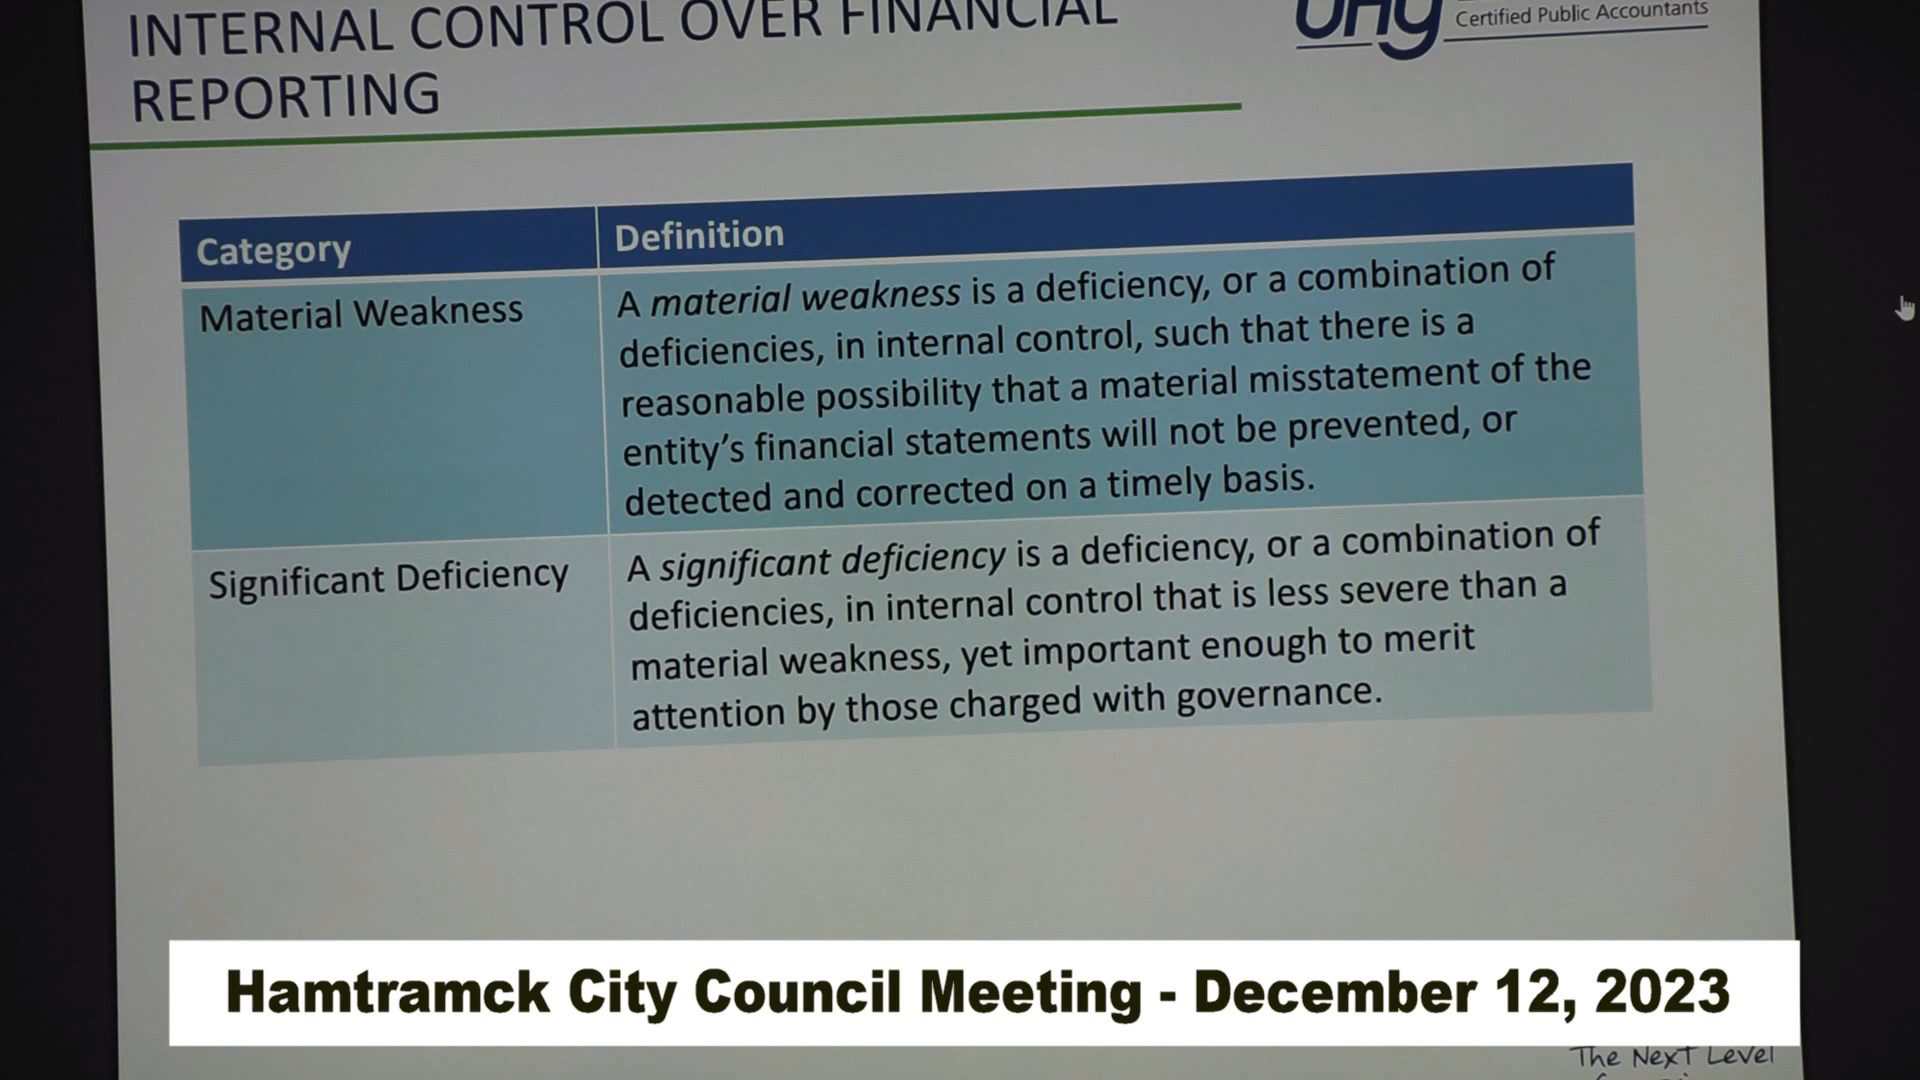 INTERNAL CONTROL OVER FINANCIAL
REPORTING
uhy
Certified Public Accountants
Category
Definition
Material Weakness
A material weakness is a deficiency, or a combination of
deficiencies, in internal control, such that there is a
reasonable possibility that a material misstatement of the
entity’s financial statements will not be prevented, or
detected and corrected on a timely basis.
Significant Deficiency
A significant deficiency is a deficiency, or a combination of
deficiencies, in internal control that is less severe than a
material weakness, yet important enough to merit
attention by those charged with governance.
Hamtramck City Council Meeting - December 12, 2023
The Next Level